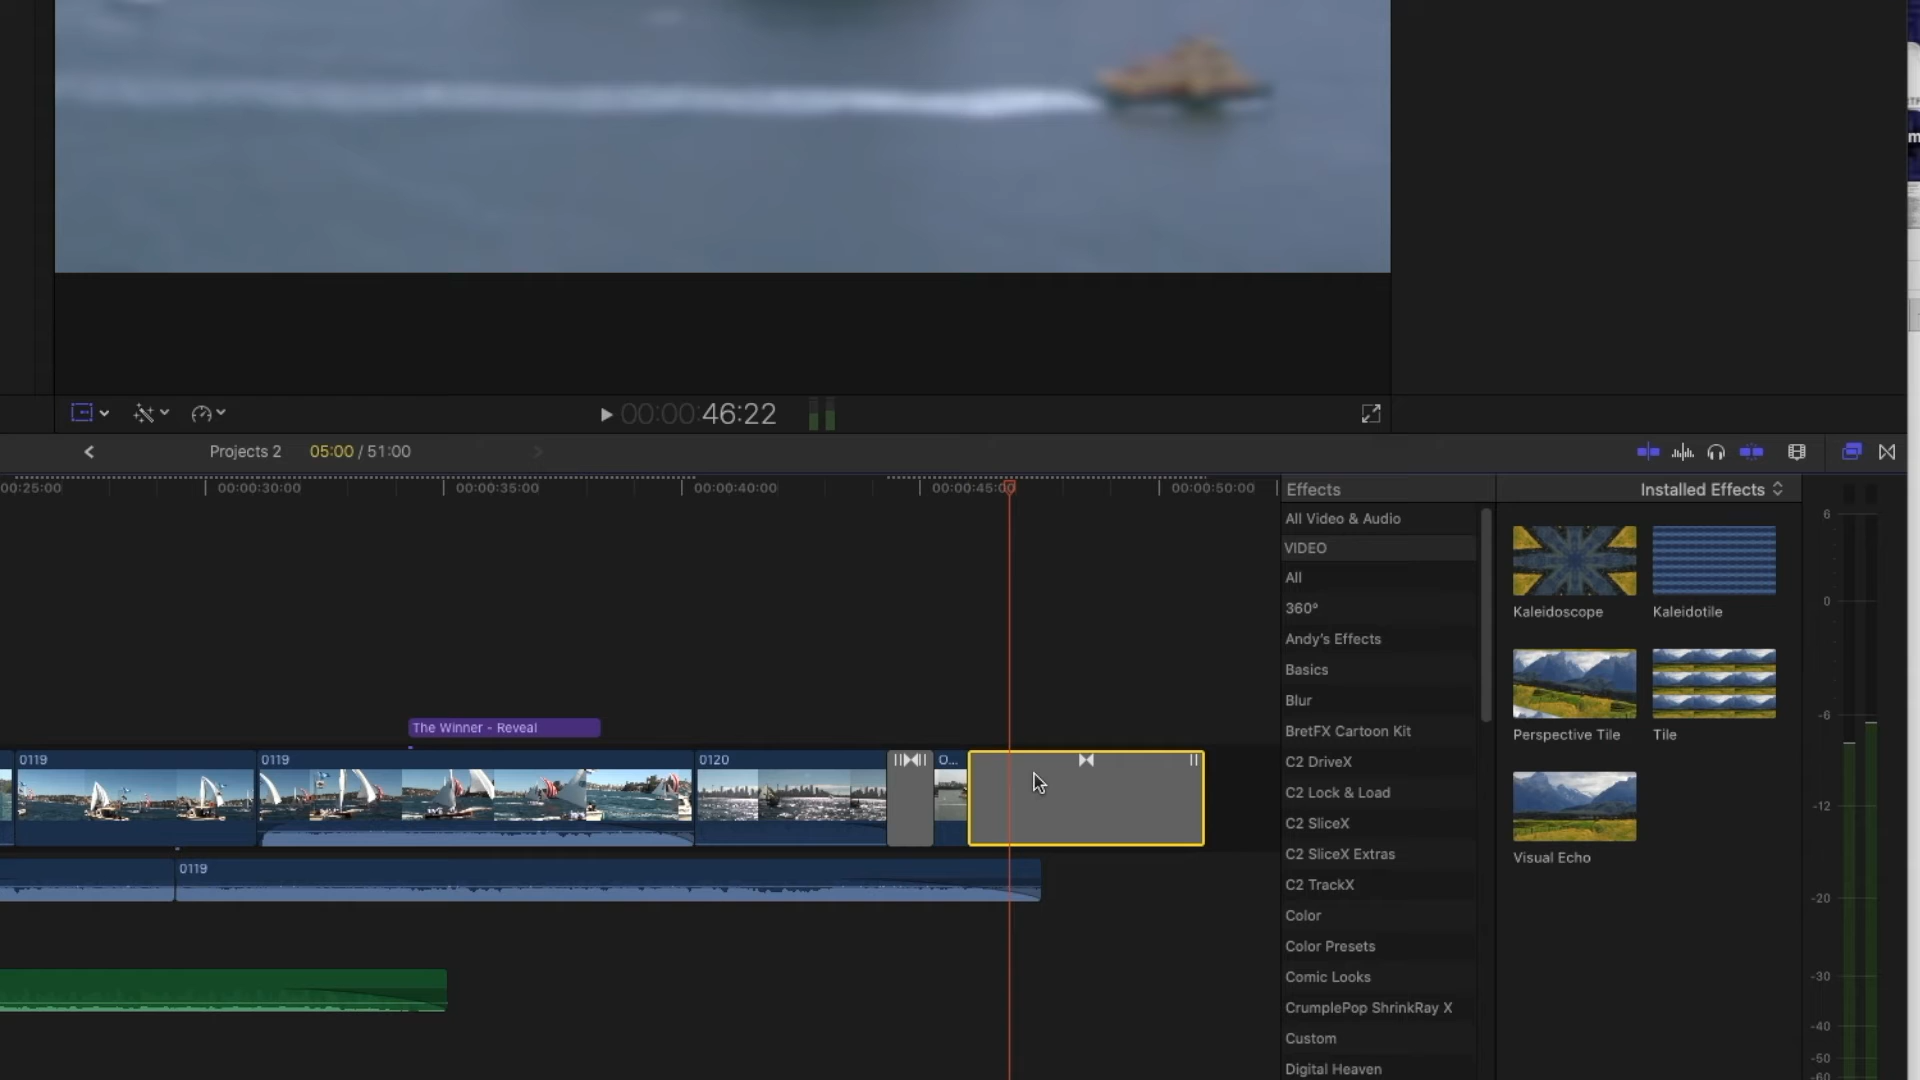 00:00:46:22
Projects 2
05:00 / 51:00
00:25:00
00:00:30:00
00:00:35:00
00:00:40:00
00:00:45:00
00:00:50:00
Effects
Installed Effects
All Video & Audio
VIDEO
All
360°
Andy's Effects
Basics
Blur
BretFX Cartoon Kit
C2 DriveX
C2 Lock & Load
C2 SliceX
C2 SliceX Extras
C2 TrackX
Color
Color Presets
Comic Looks
CrumplePop ShrinkRay X
Custom
Digital Heaven
Kaleidoscope
Kaleidotile
Perspective Tile
Tile
Visual Echo
The Winner - Reveal
0119
0119
0120
O...
0119
6
0
-6
-12
-20
-30
-40
-50
-60